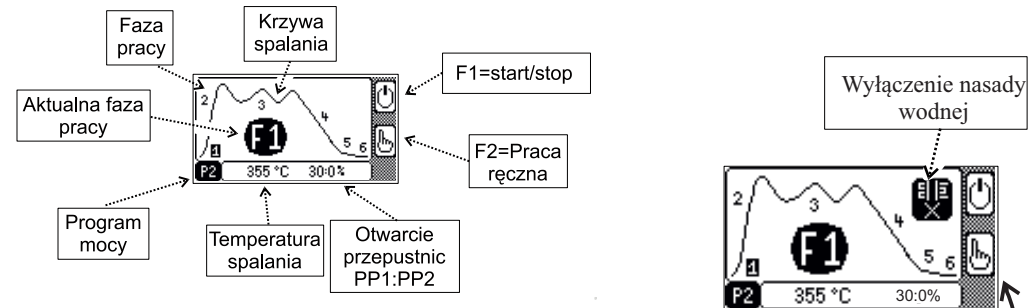 Faza
pracy
Krzywa
spalania
F1=start/stop
Aktualna faza
pracy
F2=Praca
ręczna
1
2
3
4
5
6
F1
P2
355 °C
30:0%
Program
mocy
Temperatura
spalania
Otwarcie
przepustnic
PP1:PP2
Wyłączenie nasady
wodnej
1
2
3
4
5
6
F1
P2
355 °C
30:0%